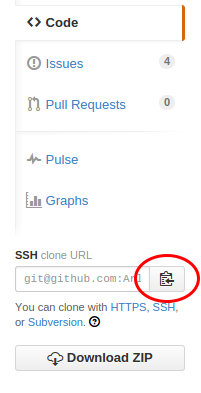 Code
Issues 4
Pull Requests 0
Pulse
Graphs
SSH clone URL
git@github.com:
You can clone with HTTPS, SSH,
or Subversion.
Download ZIP